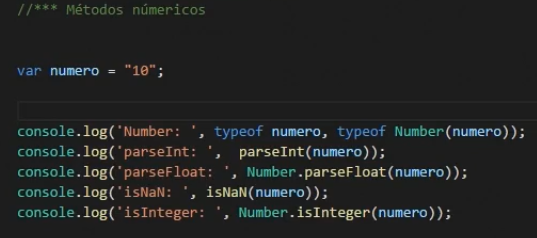 //*** Métodos númericos
var numero = "10";
console.log('Number: ', typeof numero, typeof Number(numero));
console.log('parseInt: ',  parseInt(numero));
console.log('parseFloat: ', Number.parseFloat(numero));
console.log('isNaN: ', isNaN(numero));
console.log('isInteger: ', Number.isInteger(numero));